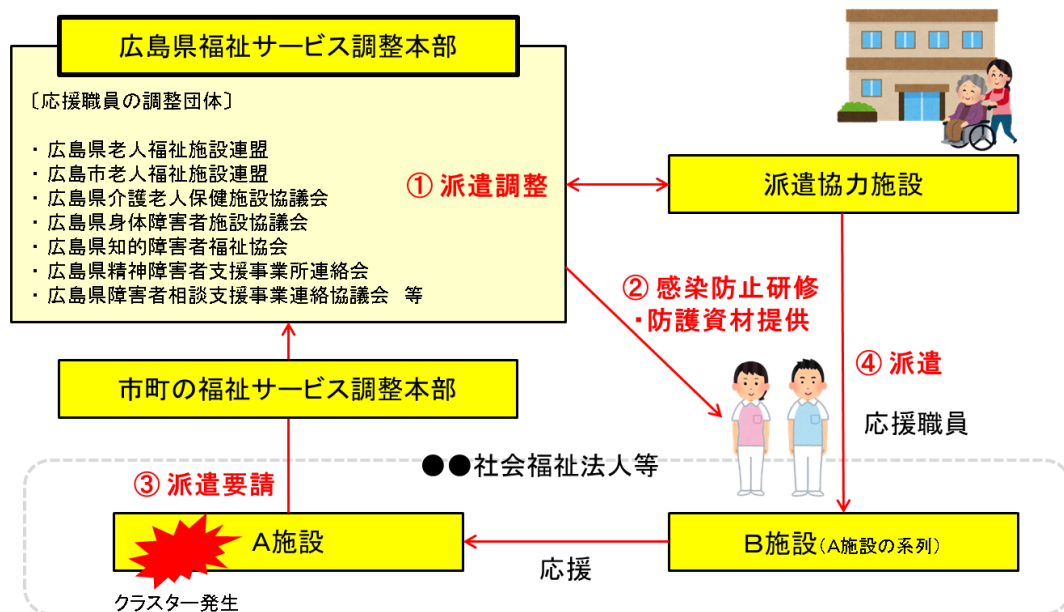 広島県福祉サービス調整本部
〔応援職員の調整団体〕
・ 広島県老人福祉施設連盟
・ 広島市老人福祉施設連盟
・ 広島県介護老人保健施設協議会
・ 広島県身体障害者施設協議会
・ 広島県知的障害者福祉協会
・ 広島県精神障害者支援事業所連絡会
・ 広島県障害者相談支援事業連絡協議会　等
① 派遣調整
派遣協力施設
② 感染防止研修
・防護資材提供
市町の福祉サービス調整本部
④ 派遣
応援職員
●●社会福祉法人等
③ 派遣要請
A施設
クラスター発生
応援
B施設(A施設の系列)